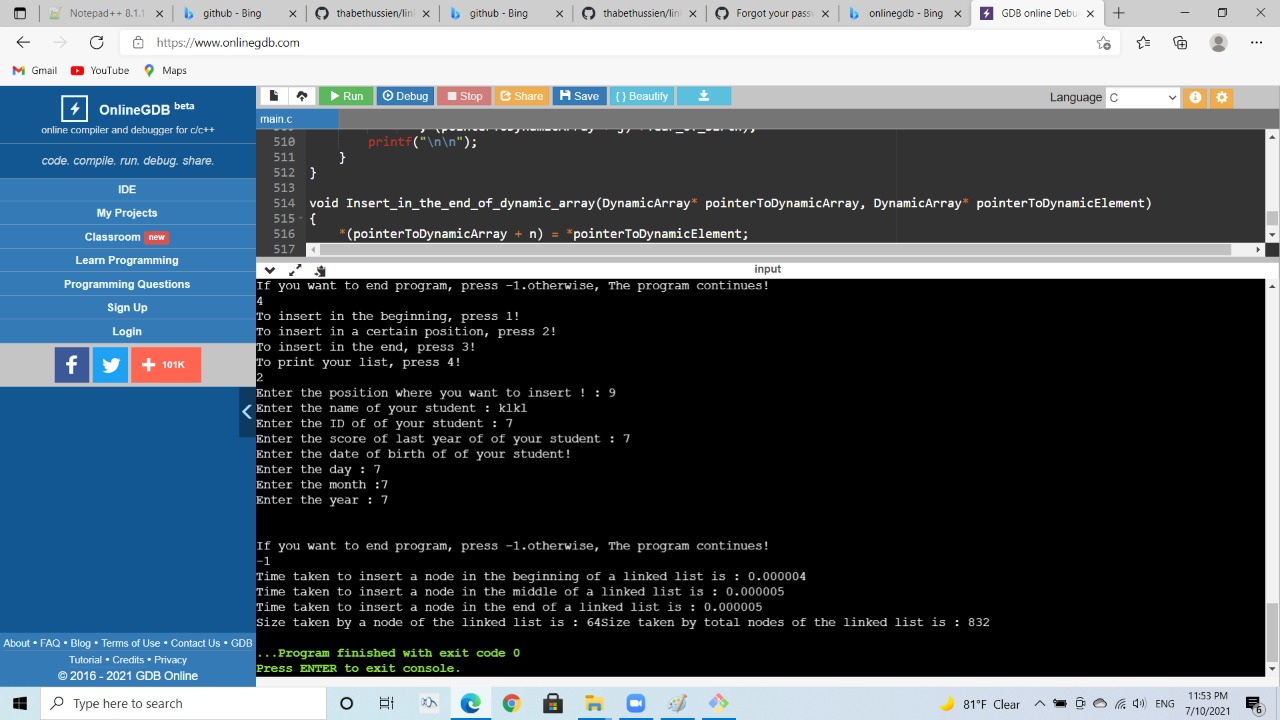 Notepad++ 8.1.1
github.com
insert
thatshussein/lin
Forgot your pass
onlinegdb - Bing
GDB online Debu
https://www.onlinegdb.com
Gmail YouTube Maps
OnlineGDB beta
online compiler and debugger for c/c++
code. compile. run. debug. share.
IDE
My Projects
Classroom new
Learn Programming
Programming Questions
Sign Up
Login
f + 101K
About • FAQ • Blog • Terms of Use • Contact Us • GDB
Tutorial • Credits • Privacy
© 2016 - 2021 GDB Online
Run Debug Stop Share Save { } Beautify Language C
main.c
510 printf("\n\n");
511 }
512 }
513
514 void Insert_in_the_end_of_dynamic_array(DynamicArray* pointerToDynamicArray, DynamicArray* pointerToDynamicElement)
515 {
516 *(pointerToDynamicArray + n) = *pointerToDynamicElement;
517
input
If you want to end program, press -1.otherwise, The program continues!
4
To insert in the beginning, press 1!
To insert in a certain position, press 2!
To insert in the end, press 3!
To print your list, press 4!
2
Enter the position where you want to insert ! : 9
Enter the name of your student : klkl
Enter the ID of of your student : 7
Enter the score of last year of of your student : 7
Enter the date of birth of of your student!
Enter the day : 7
Enter the month :7
Enter the year : 7
If you want to end program, press -1.otherwise, The program continues!
-1
Time taken to insert a node in the beginning of a linked list is : 0.000004
Time taken to insert a node in the middle of a linked list is : 0.000005
Time taken to insert a node in the end of a linked list is : 0.000005
Size taken by a node of the linked list is : 64Size taken by total nodes of the linked list is : 832
...Program finished with exit code 0
Press ENTER to exit console.
Type here to search
81°F Clear
ENG
11:53 PM
7/10/2021
6